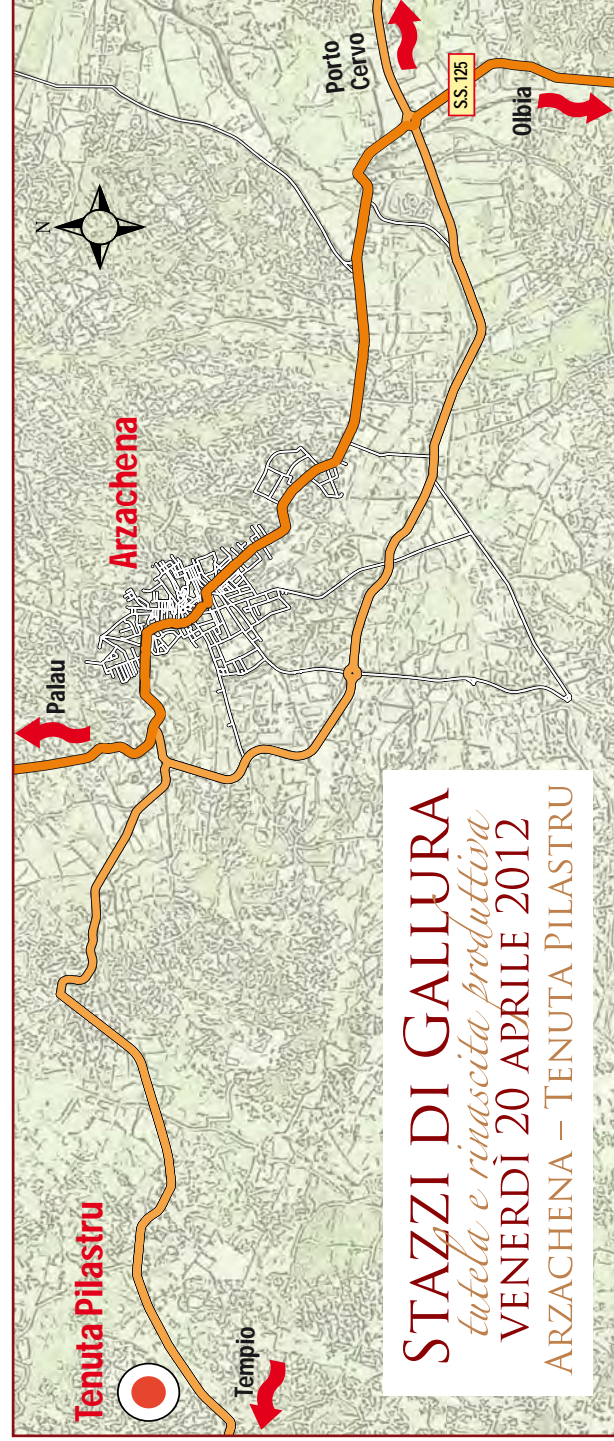 Tenuta Pilastru
Tempio
Palau
Arzachena
N
Porto
Cervo
S.S. 125
Olbia
STAZZI DI GALLURA
tutela e rinascita produttiva
VENERDÌ 20 APRILE 2012
ARZACHENA – TENUTA PILASTRU